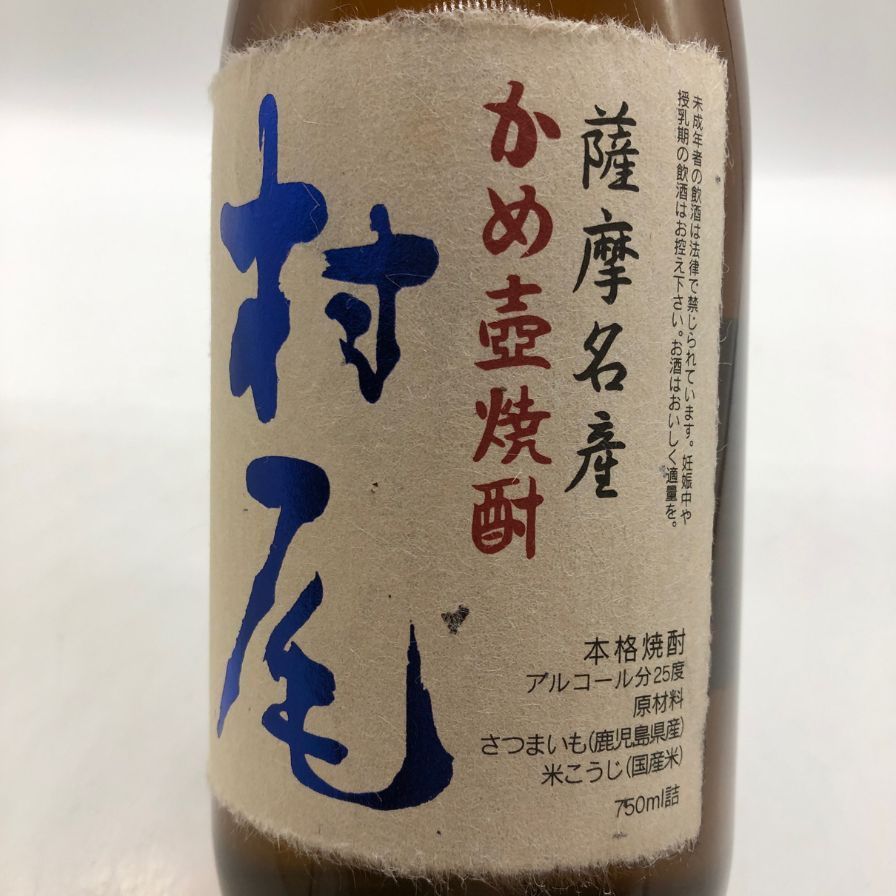 未成年者の飲酒は法律で禁じられています。妊娠中や
授乳期の飲酒はお控え下さい。お酒はおいしく適量を。
薩摩名産
かめ壺焼酎
村尾
本格焼酎
アルコール分25度
原材料
さつまいも(鹿児島県産)
米こうじ(国産米)
750ml詰